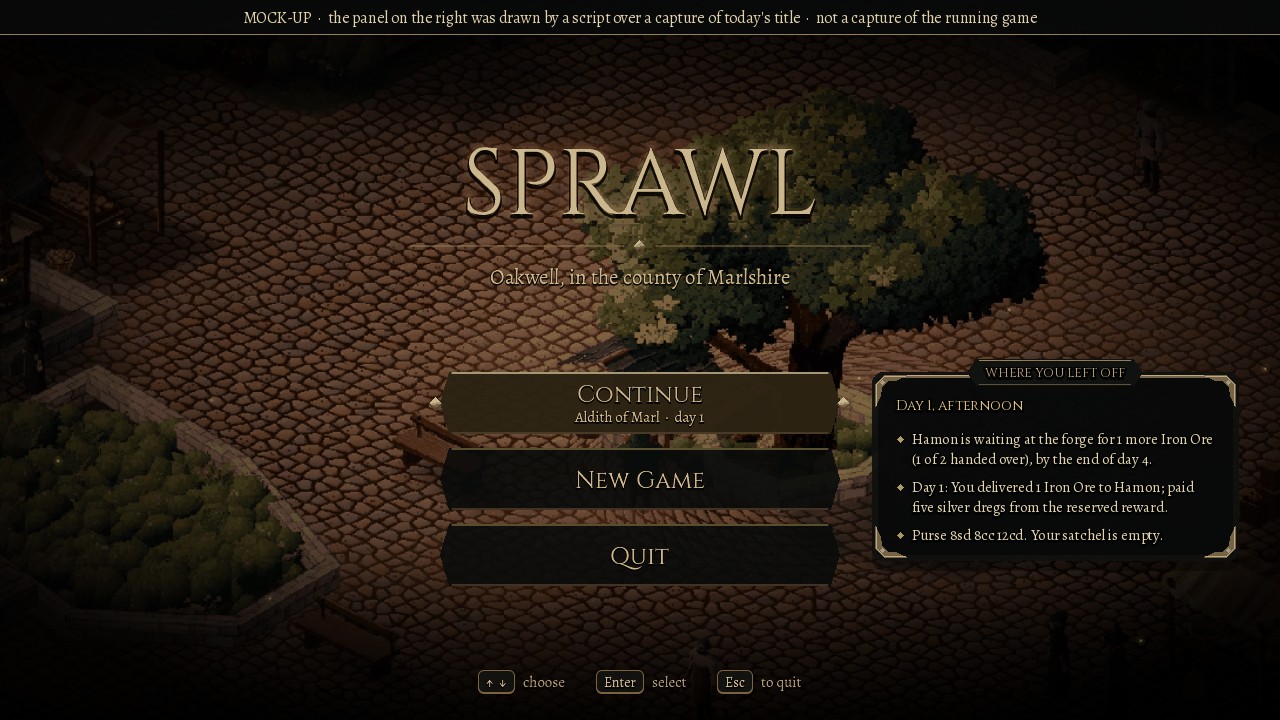 MOCK-UP · the panel on the right was drawn by a script over a capture of today's title · not a capture of the running game
SPRAWL
Oakwell, in the county of Marlshire
Continue
Aldith of Marl · day 1
New Game
Quit
WHERE YOU LEFT OFF
Day 1, afternoon
Hamon is waiting at the forge for 1 more Iron Ore
(1 of 2 handed over), by the end of day 4.
Day 1: You delivered 1 Iron Ore to Hamon; paid
five silver dregs from the reserved reward.
Purse 8sd 8cc 12cd. Your satchel is empty.
↑ ↓ choose Enter select Esc to quit